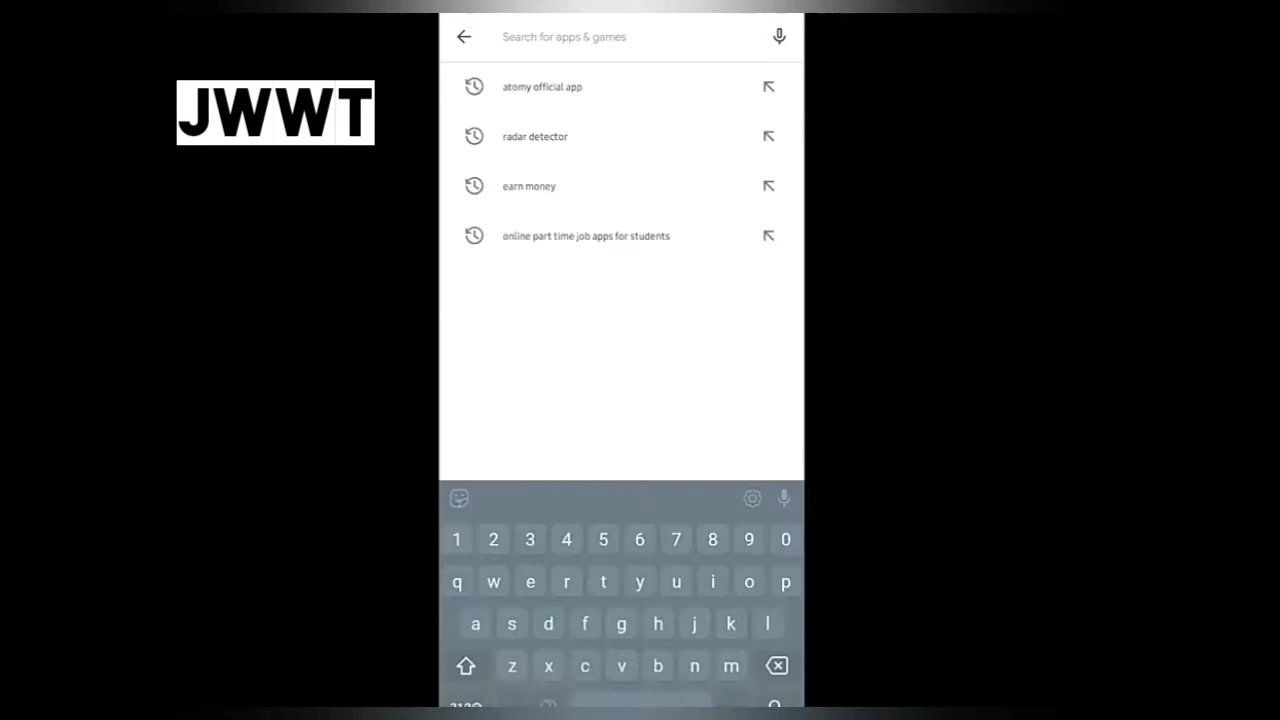 JWWT
Search for apps & games
atomy official app
radar detector
earn money
online part time job apps for students
1 2 3 4 5 6 7 8 9 0
q w e r t y u i o p
a s d f g h j k l
z x c v b n m